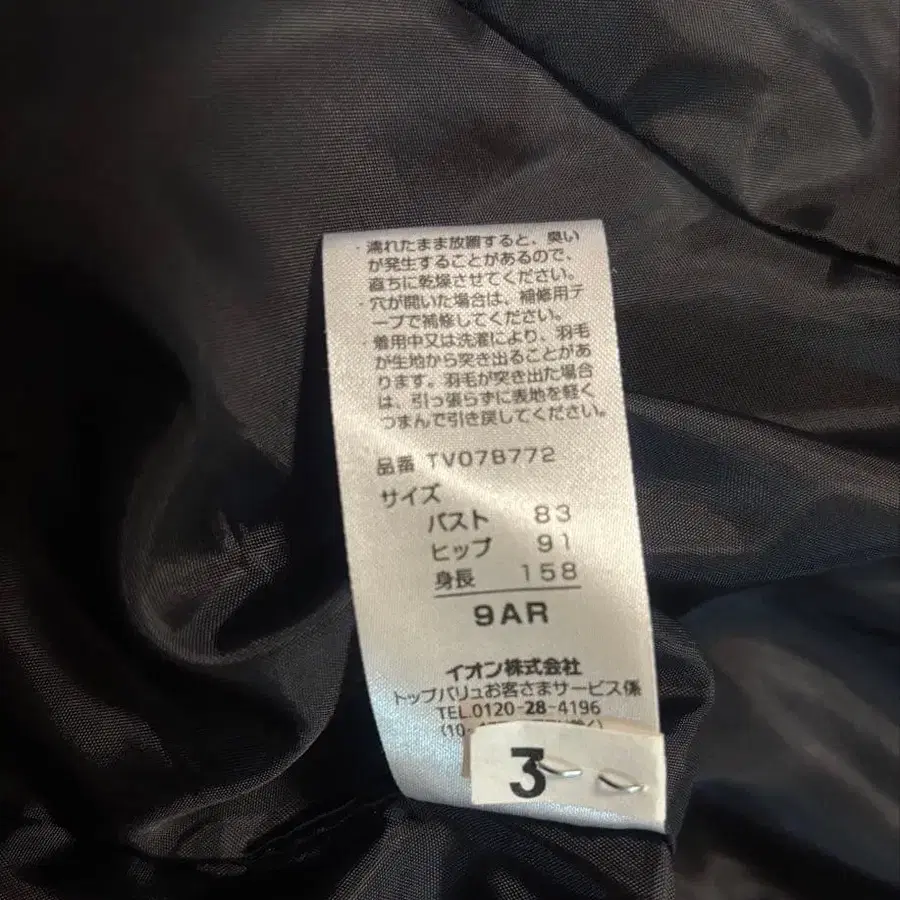 ・濡れたまま放置すると、臭い
が発生することがあるので、
直ちに乾燥させてください。
・穴が開いた場合は、補修用テ
ープで補修してください。
・着用中又は洗濯により、羽毛
が生地から突き出ることがあ
ります。羽毛が突き出た場合
は、引っ張らずに表地を軽く
つまんで引き戻してください。
品番 TV07B772
サイズ
バスト 83
ヒップ 91
身長 158
9AR
イオン株式会社
トップバリュお客さまサービス係
TEL.0120-28-4196
3